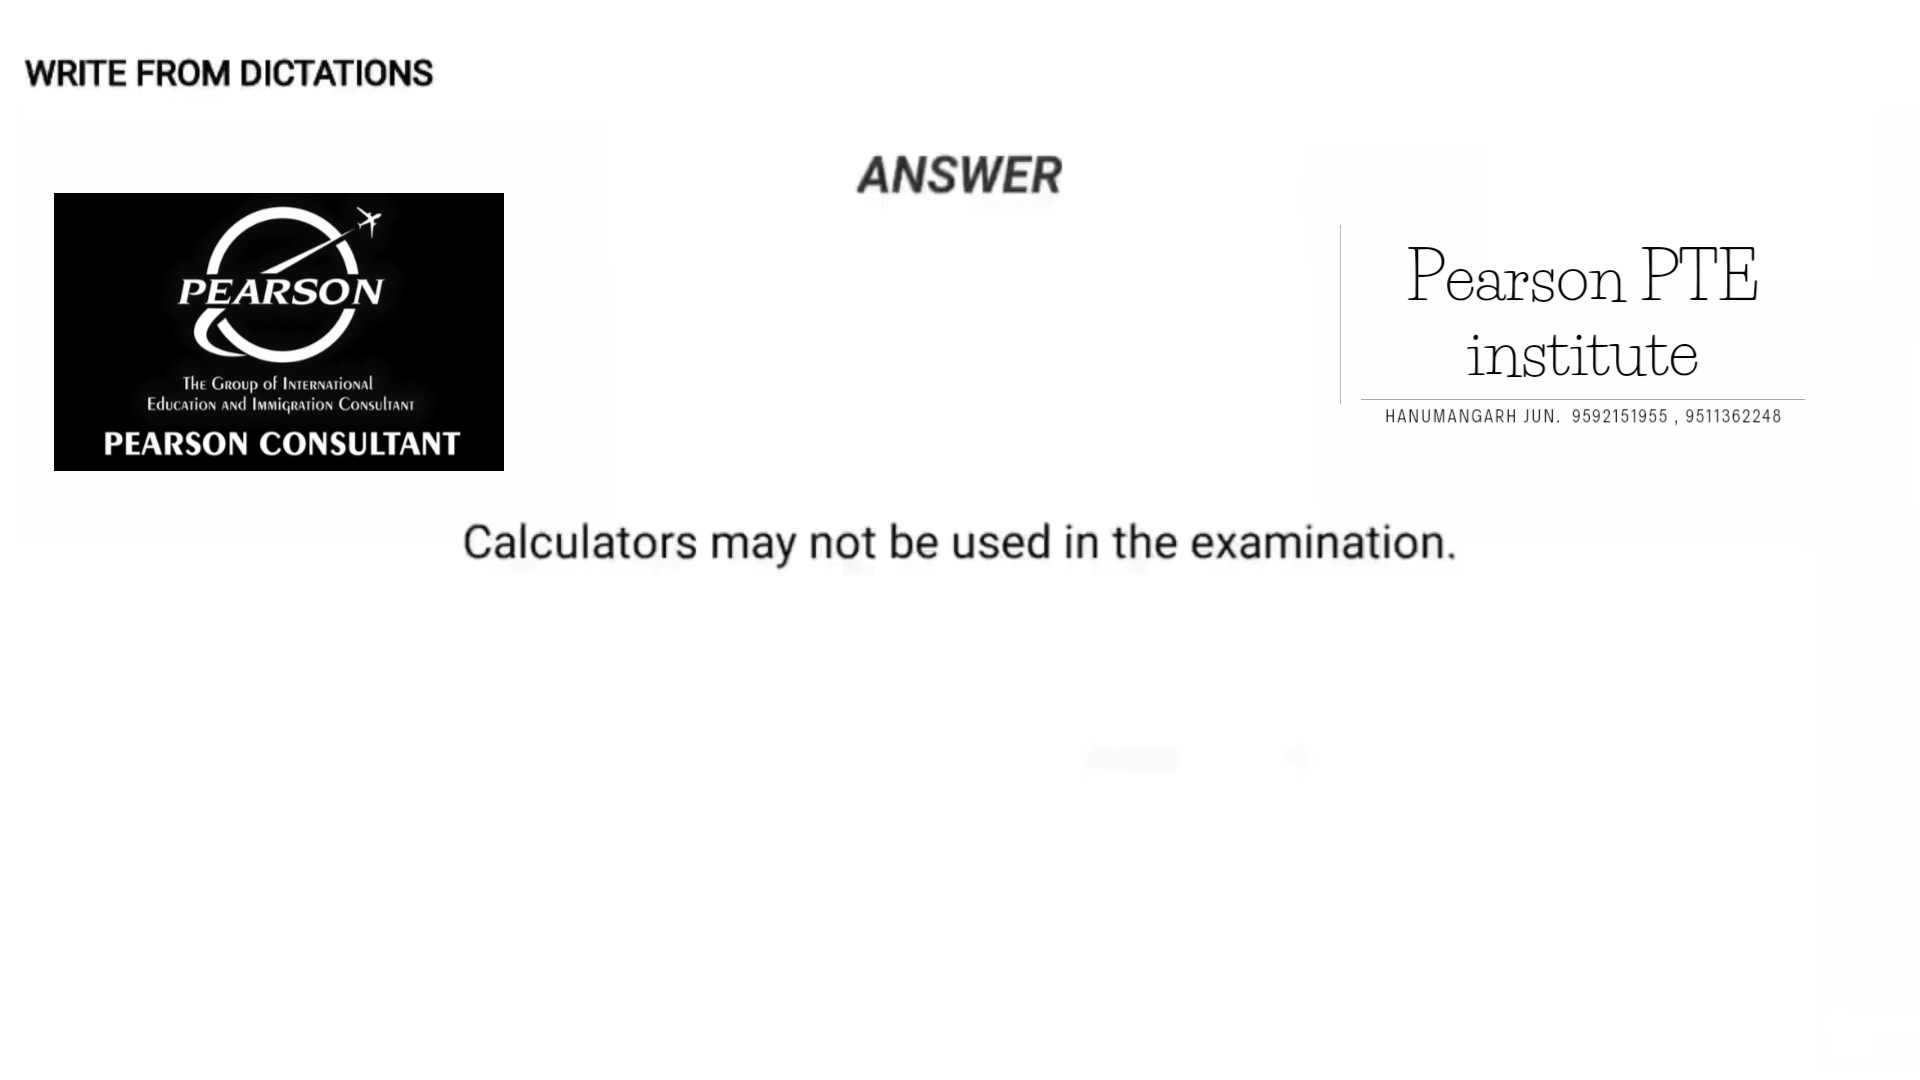 WRITE FROM DICTATIONS
ANSWER
PEARSON
The Group of International
Education and Immigration Consultant
PEARSON CONSULTANT
Pearson PTE
institute
HANUMANGARH JUN. 9592151955 , 9511362248
Calculators may not be used in the examination.